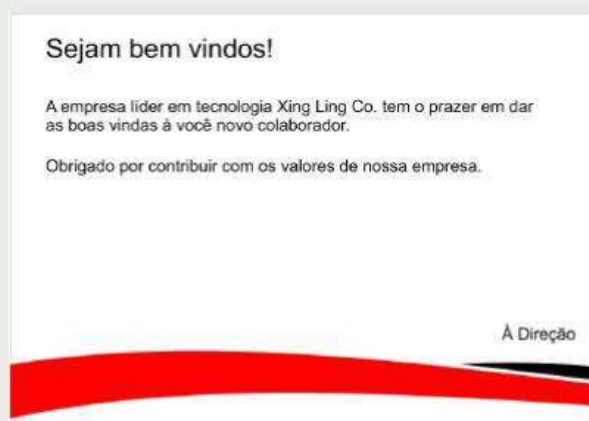 Sejam bem vindos!
A empresa líder em tecnologia Xing Ling Co. tem o prazer em dar
as boas vindas à você novo colaborador.
Obrigado por contribuir com os valores de nossa empresa.
À Direção